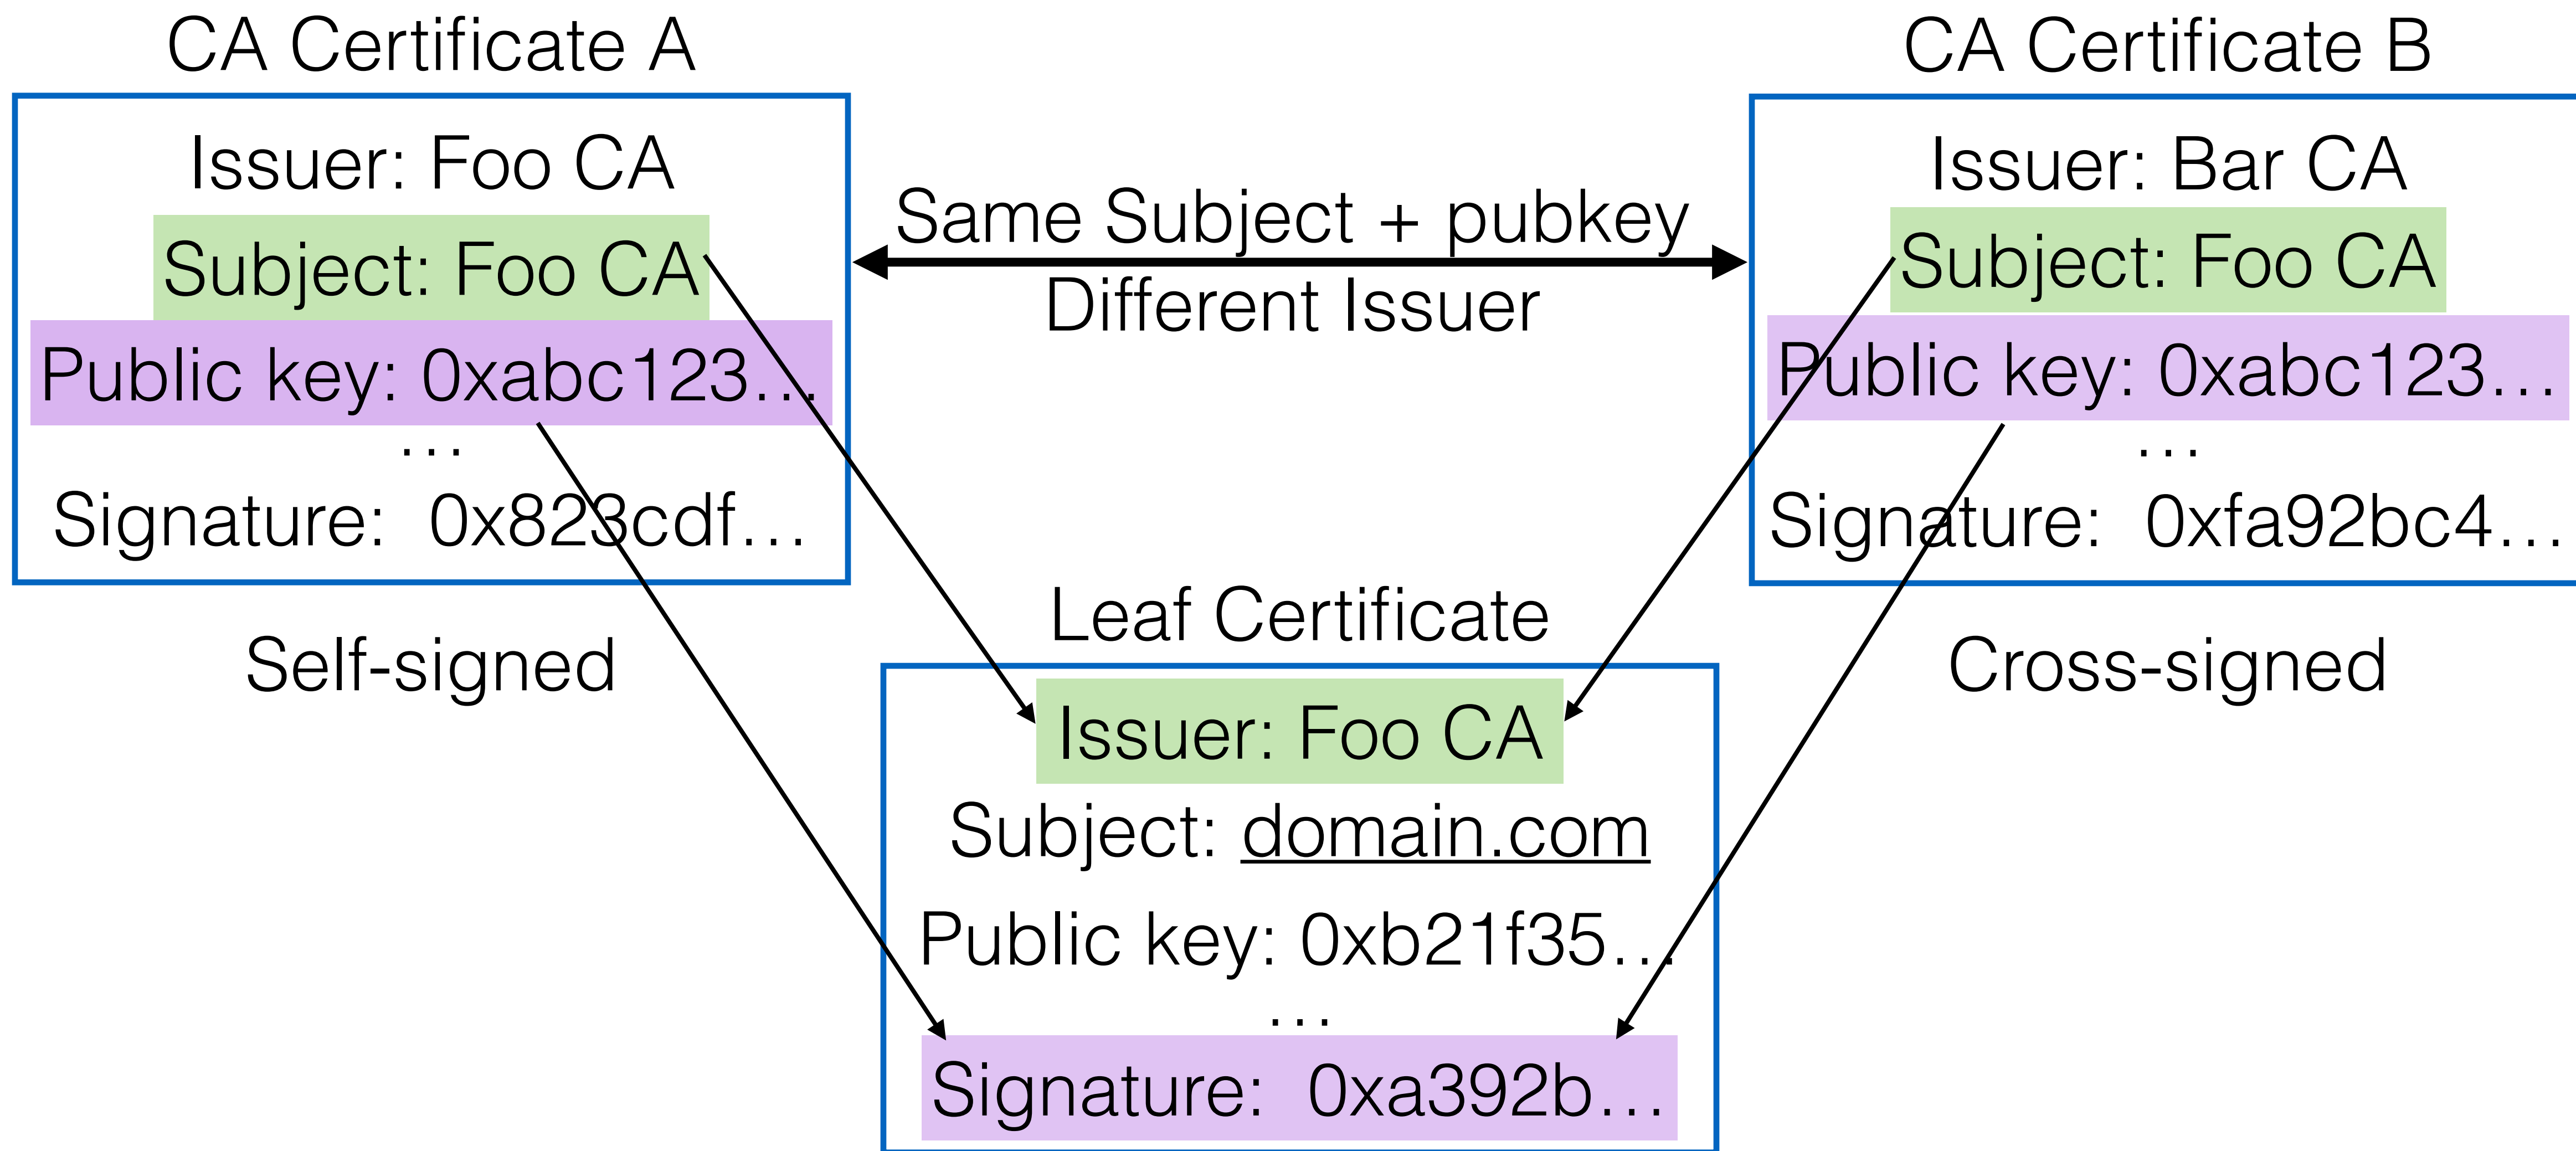 CA Certificate A
Issuer: Foo CA
Subject: Foo CA
Public key: 0xabc123…
…
Signature: 0x823cdf…
Self-signed
Same Subject + pubkey
Different Issuer
CA Certificate B
Issuer: Bar CA
Subject: Foo CA
Public key: 0xabc123…
…
Signature: 0xfa92bc4…
Cross-signed
Leaf Certificate
Issuer: Foo CA
Subject: domain.com
Public key: 0xb21f35…
…
Signature: 0xa392b…